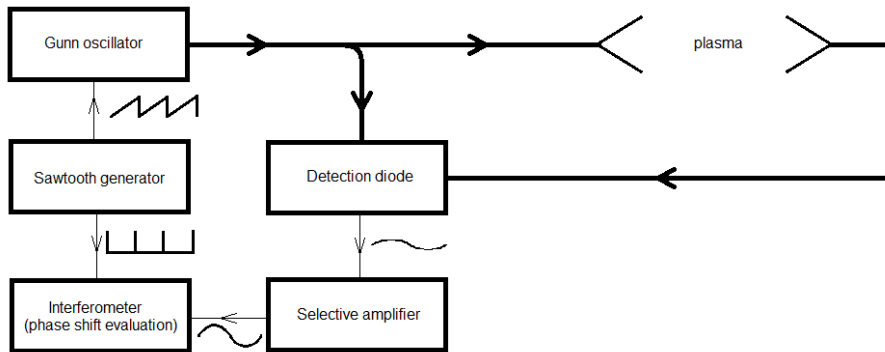 Gunn oscillator
plasma
Sawtooth generator
Detection diode
Interferometer
(phase shift evaluation)
Selective amplifier